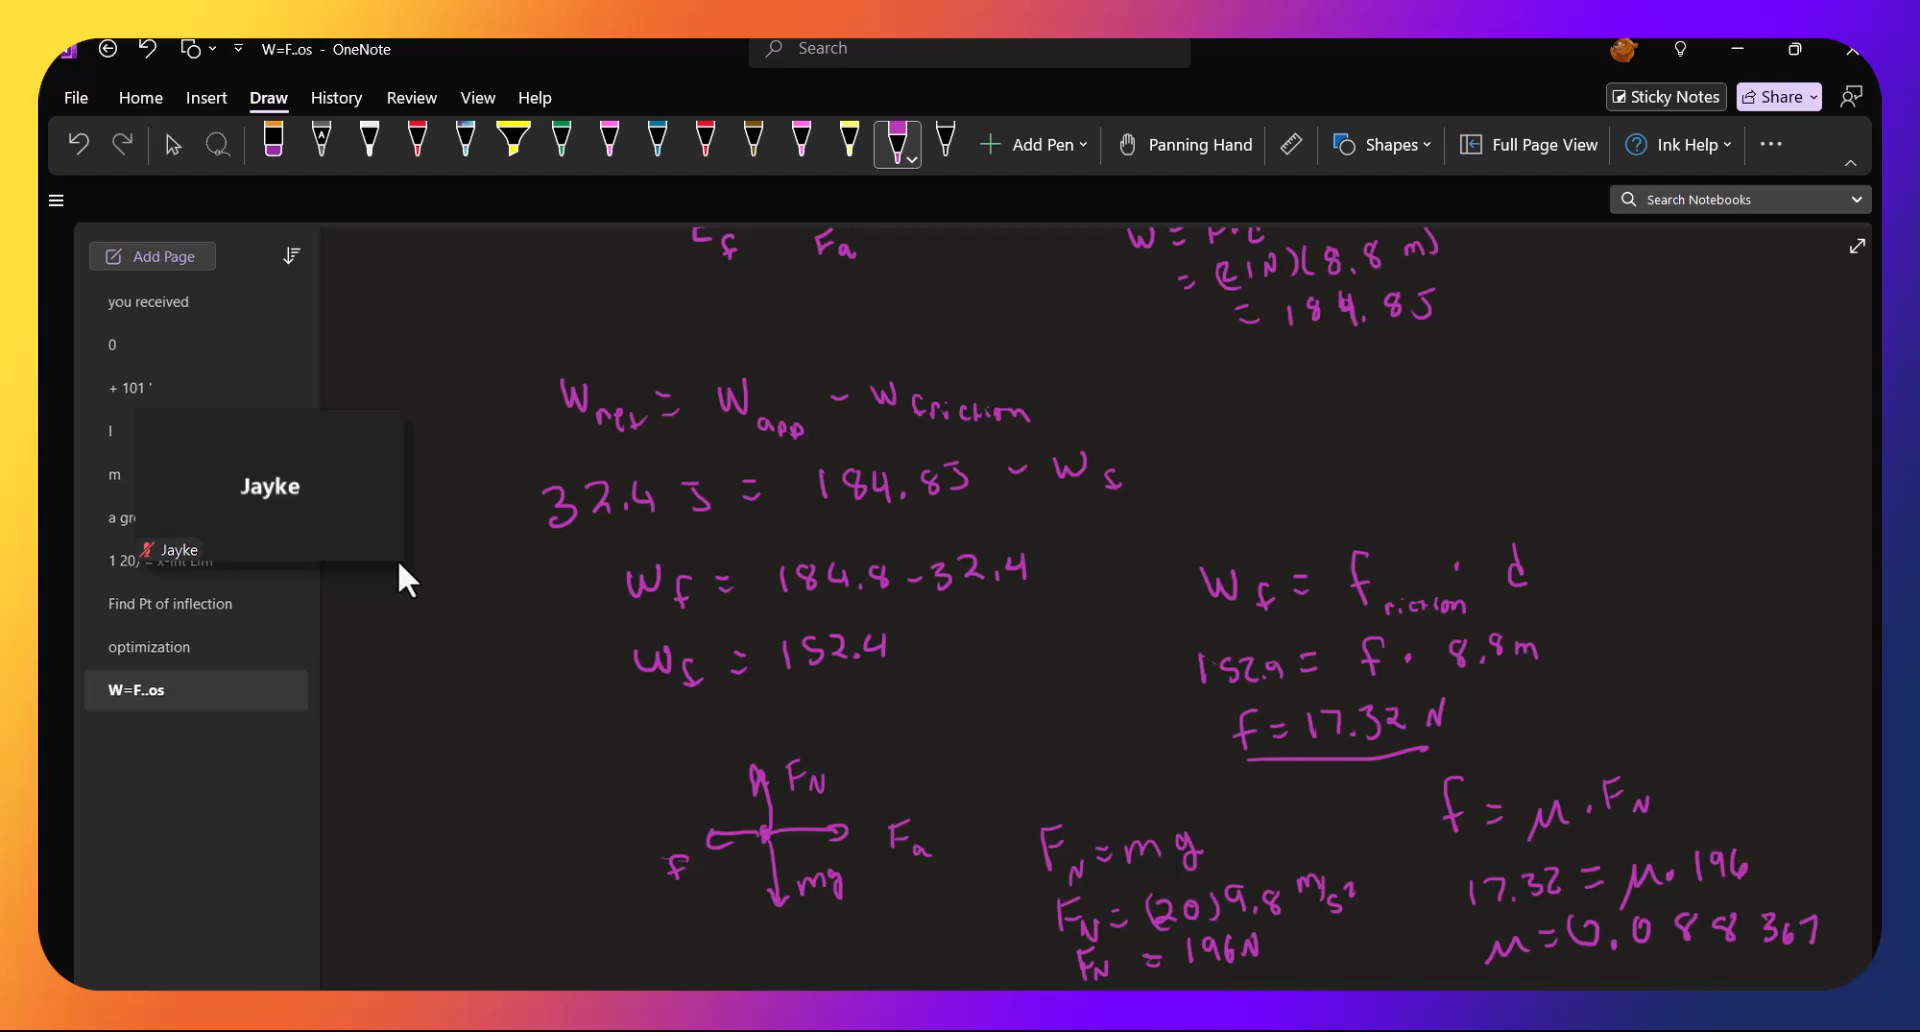 W=F..os - OneNote
Search
File Home Insert Draw History Review View Help
Sticky Notes Share
Add Pen Panning Hand Shapes Full Page View Ink Help
Search Notebooks
Add Page
you received
0
+ 101 '
l
m
a gr
Jayke
Jayke
Find Pt of inflection
optimization
W=F..os
f Fa
W =
= (21N)(8.8 m)
= 184.8J
Wnet = Wapp - Wfriction
32.4 J = 184.8J - Wf
Wf = 184.8-32.4
Wf = 152.4
Wf = friction · d
152.9 = f · 8.8m
f = 17.32 N
FN
f Fa
mg
FN = mg
FN = (20)9.8 m/s²
FN = 196N
f = μ · FN
17.32 = μ · 196
μ = 0.088367